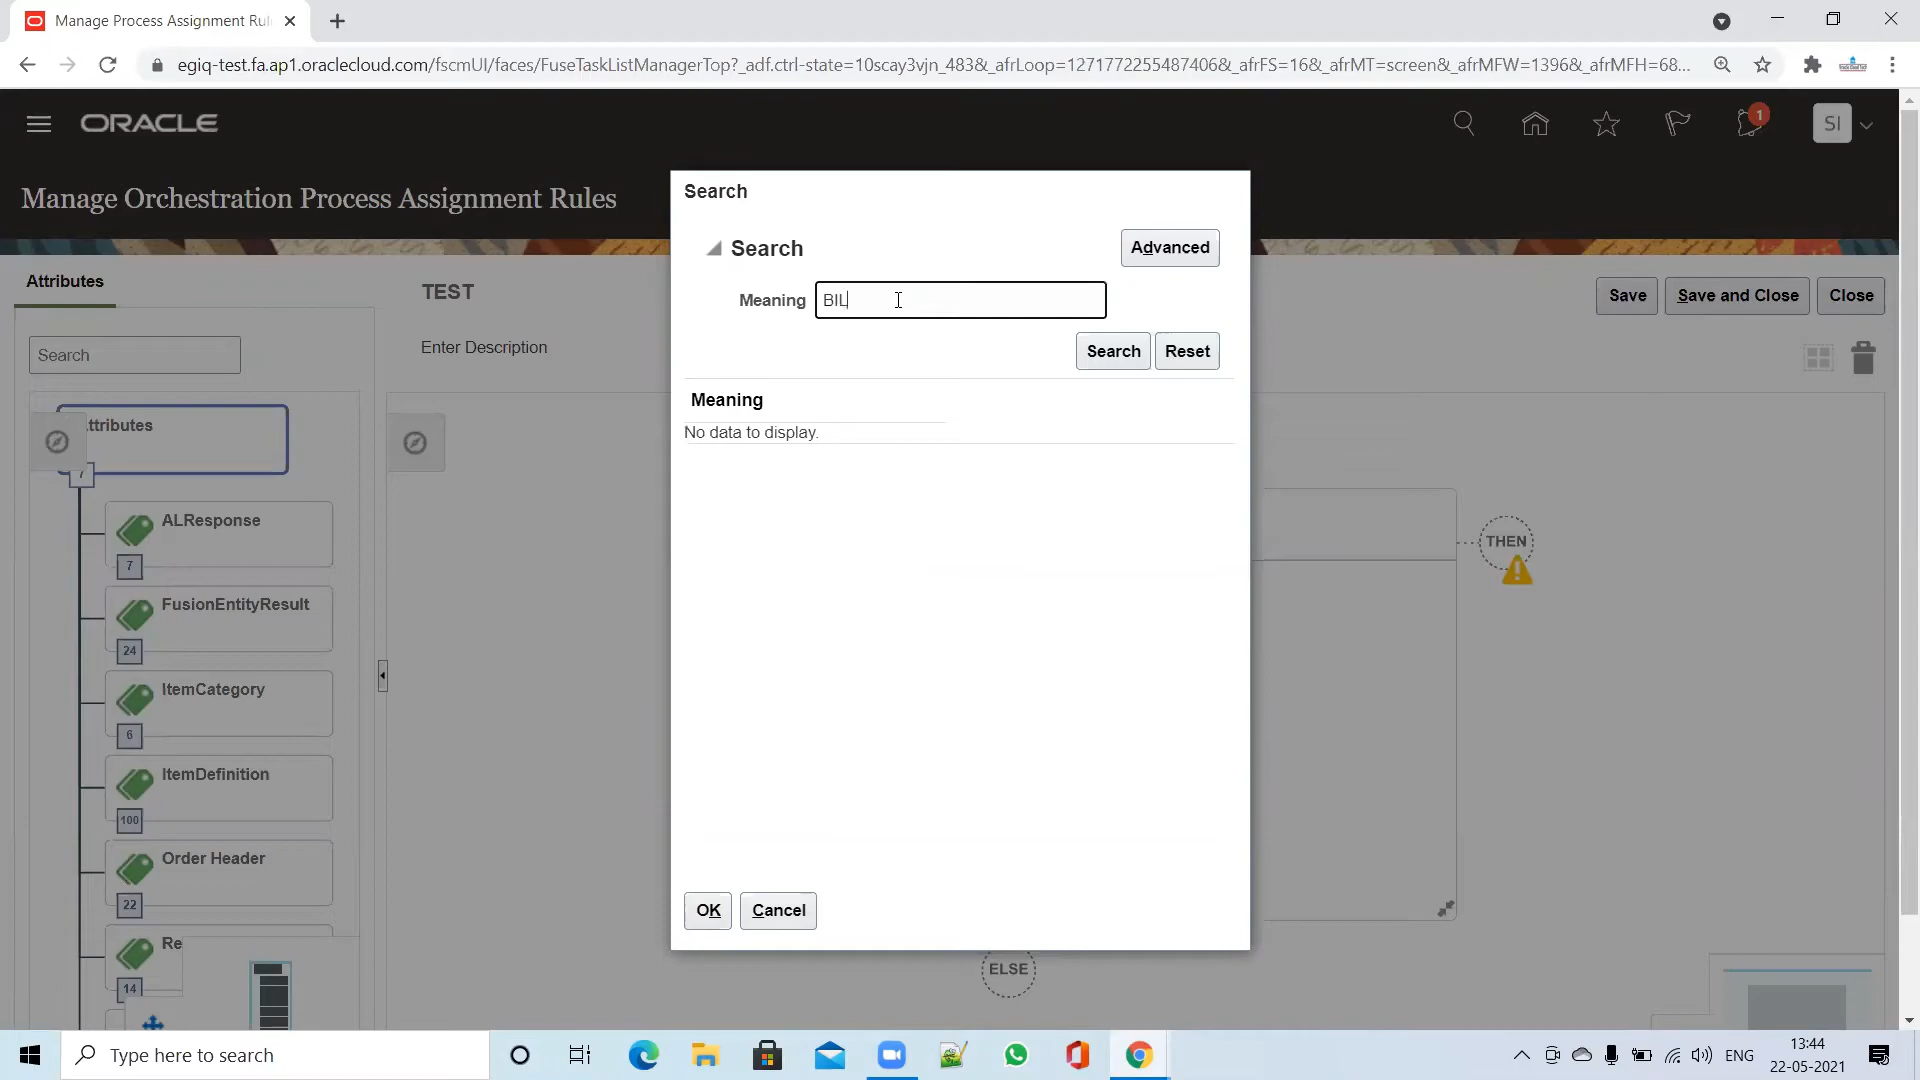 Manage Process Assignment Rul
egiq-test.fa.ap1.oraclecloud.com/fscmUI/faces/FuseTaskListManagerTop?_adf.ctrl-state=10scay3vjn_483&_afrLoop=1271772255487406&_afrFS=16&_afrMT=screen&_afrMFW=1396&_afrMFH=68...
ORACLE
1
SI
Manage Orchestration Process Assignment Rules
Search
Search
Advanced
Meaning
BIL
Search
Reset
Meaning
No data to display.
OK
Cancel
Attributes
Search
ttributes
7
ALResponse
7
FusionEntityResult
24
ItemCategory
6
ItemDefinition
100
Order Header
22
Re
14
TEST
Enter Description
Save
Save and Close
Close
THEN
ELSE
Type here to search
ENG
13:44
22-05-2021